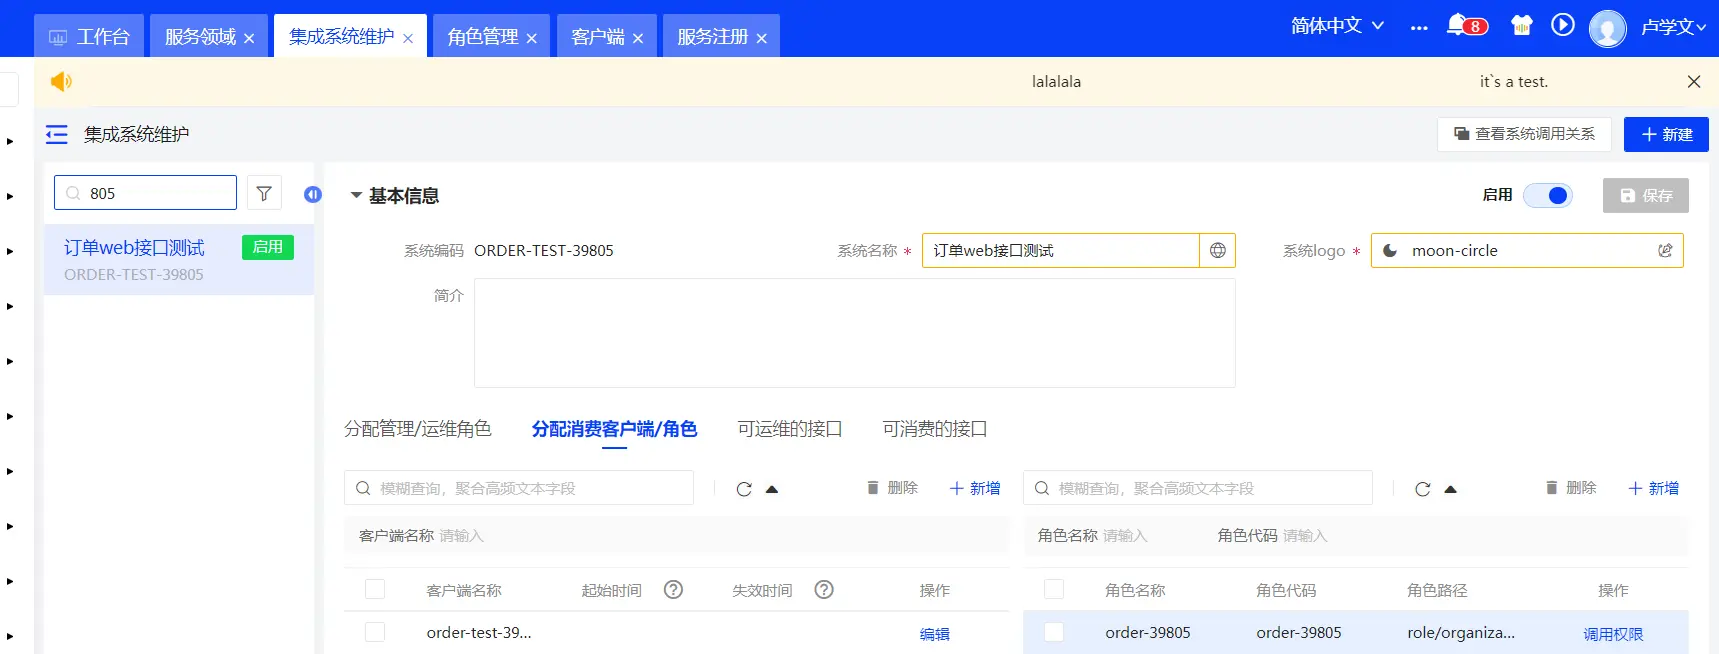 工作台 服务领域 集成系统维护 角色管理 客户端 服务注册 简体中文 ... 8 卢学文
lalalala it`s a test.
集成系统维护 查看系统调用关系 新建
805 基本信息 启用 保存
订单web接口测试 启用
ORDER-TEST-39805
系统编码 ORDER-TEST-39805 系统名称 * 订单web接口测试 系统logo * moon-circle
简介
分配管理/运维角色 分配消费客户端/角色 可运维的接口 可消费的接口
模糊查询，聚合高频文本字段 删除 新增 模糊查询，聚合高频文本字段 删除 新增
客户端名称 请输入 角色名称 请输入 角色代码 请输入
客户端名称 起始时间 失效时间 操作 角色名称 角色代码 角色路径 操作
order-test-39... 编辑 order-39805 order-39805 role/organiza... 调用权限